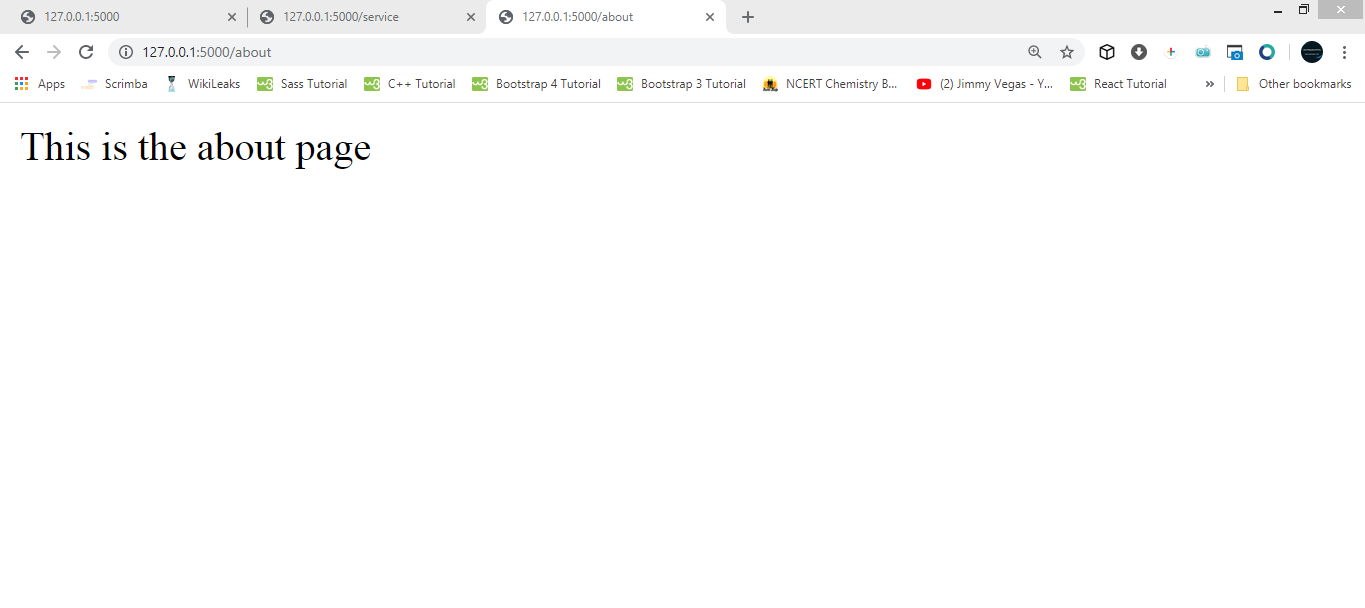 127.0.0.1:5000 127.0.0.1:5000/service 127.0.0.1:5000/about
127.0.0.1:5000/about
Apps Scrimba WikiLeaks Sass Tutorial C++ Tutorial Bootstrap 4 Tutorial Bootstrap 3 Tutorial NCERT Chemistry B... (2) Jimmy Vegas - Y... React Tutorial » Other bookmarks
This is the about page